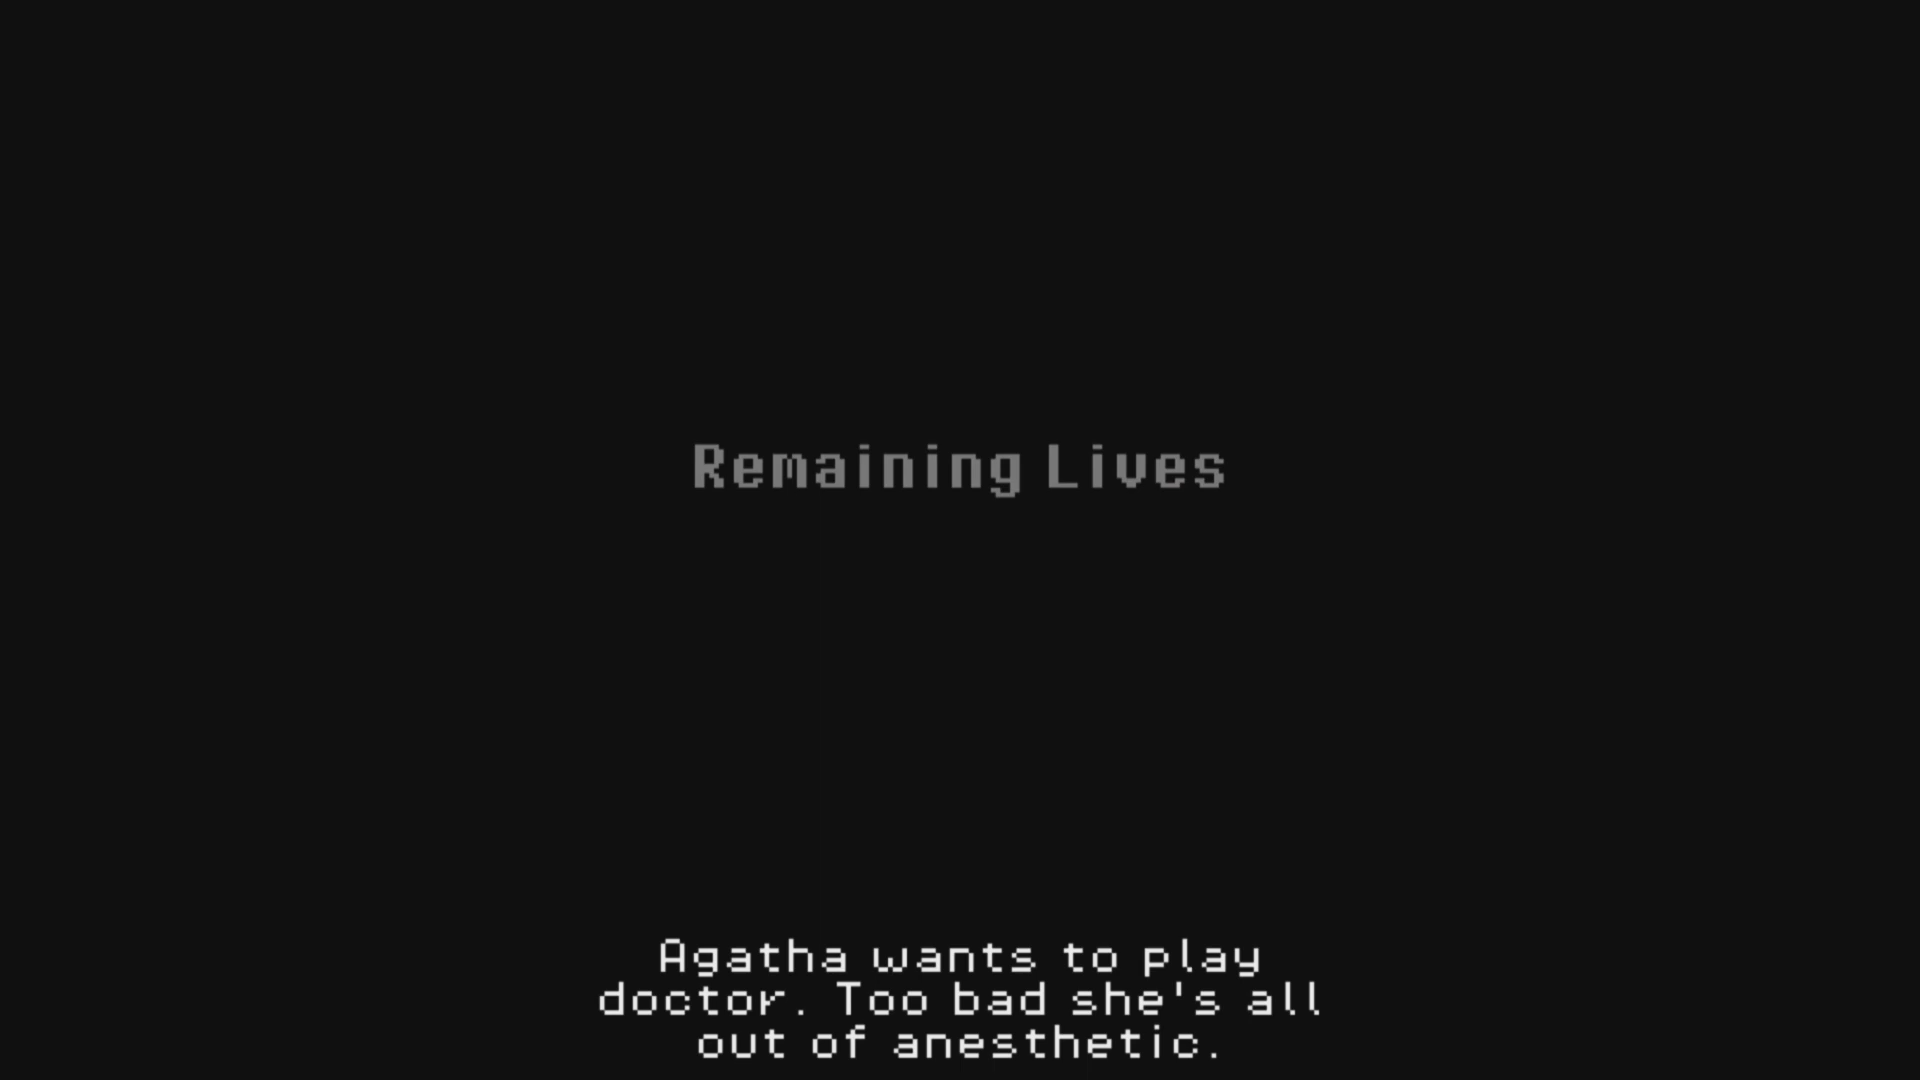 Remaining Lives
Agatha wants to play
doctor. Too bad she's all
out of anesthetic.